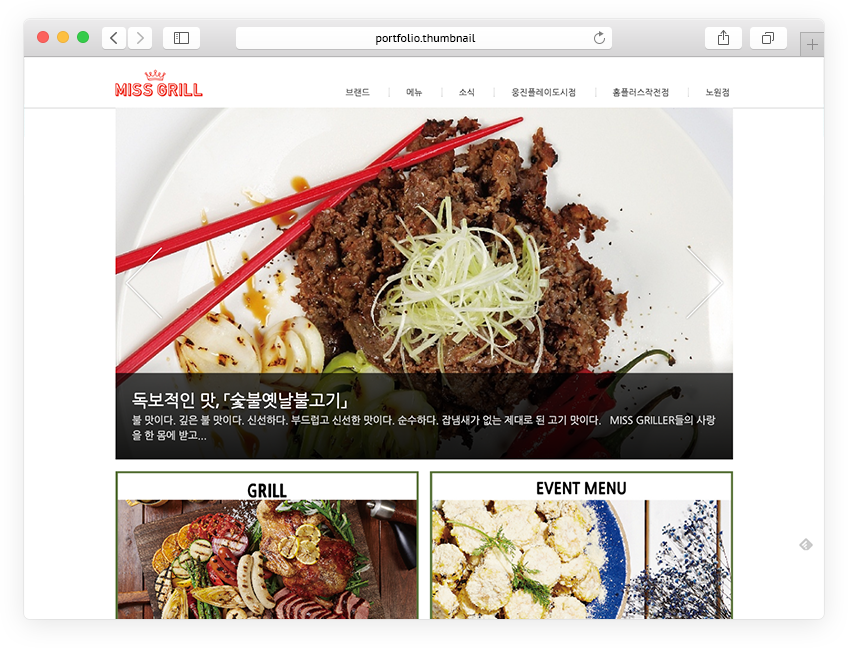 portfolio.thumbnail
MISS GRILL
브랜드
메뉴
소식
웅진플레이도시점
홈플러스작전점
노원점
독보적인 맛, 「숯불옛날불고기」
불 맛이다. 깊은 불 맛이다. 신선하다. 부드럽고 신선한 맛이다. 순수하다. 잡냄새가 없는 제대로 된 고기 맛이다. MISS GRILLER들의 사랑
을 한 몸에 받고...
GRILL
EVENT MENU